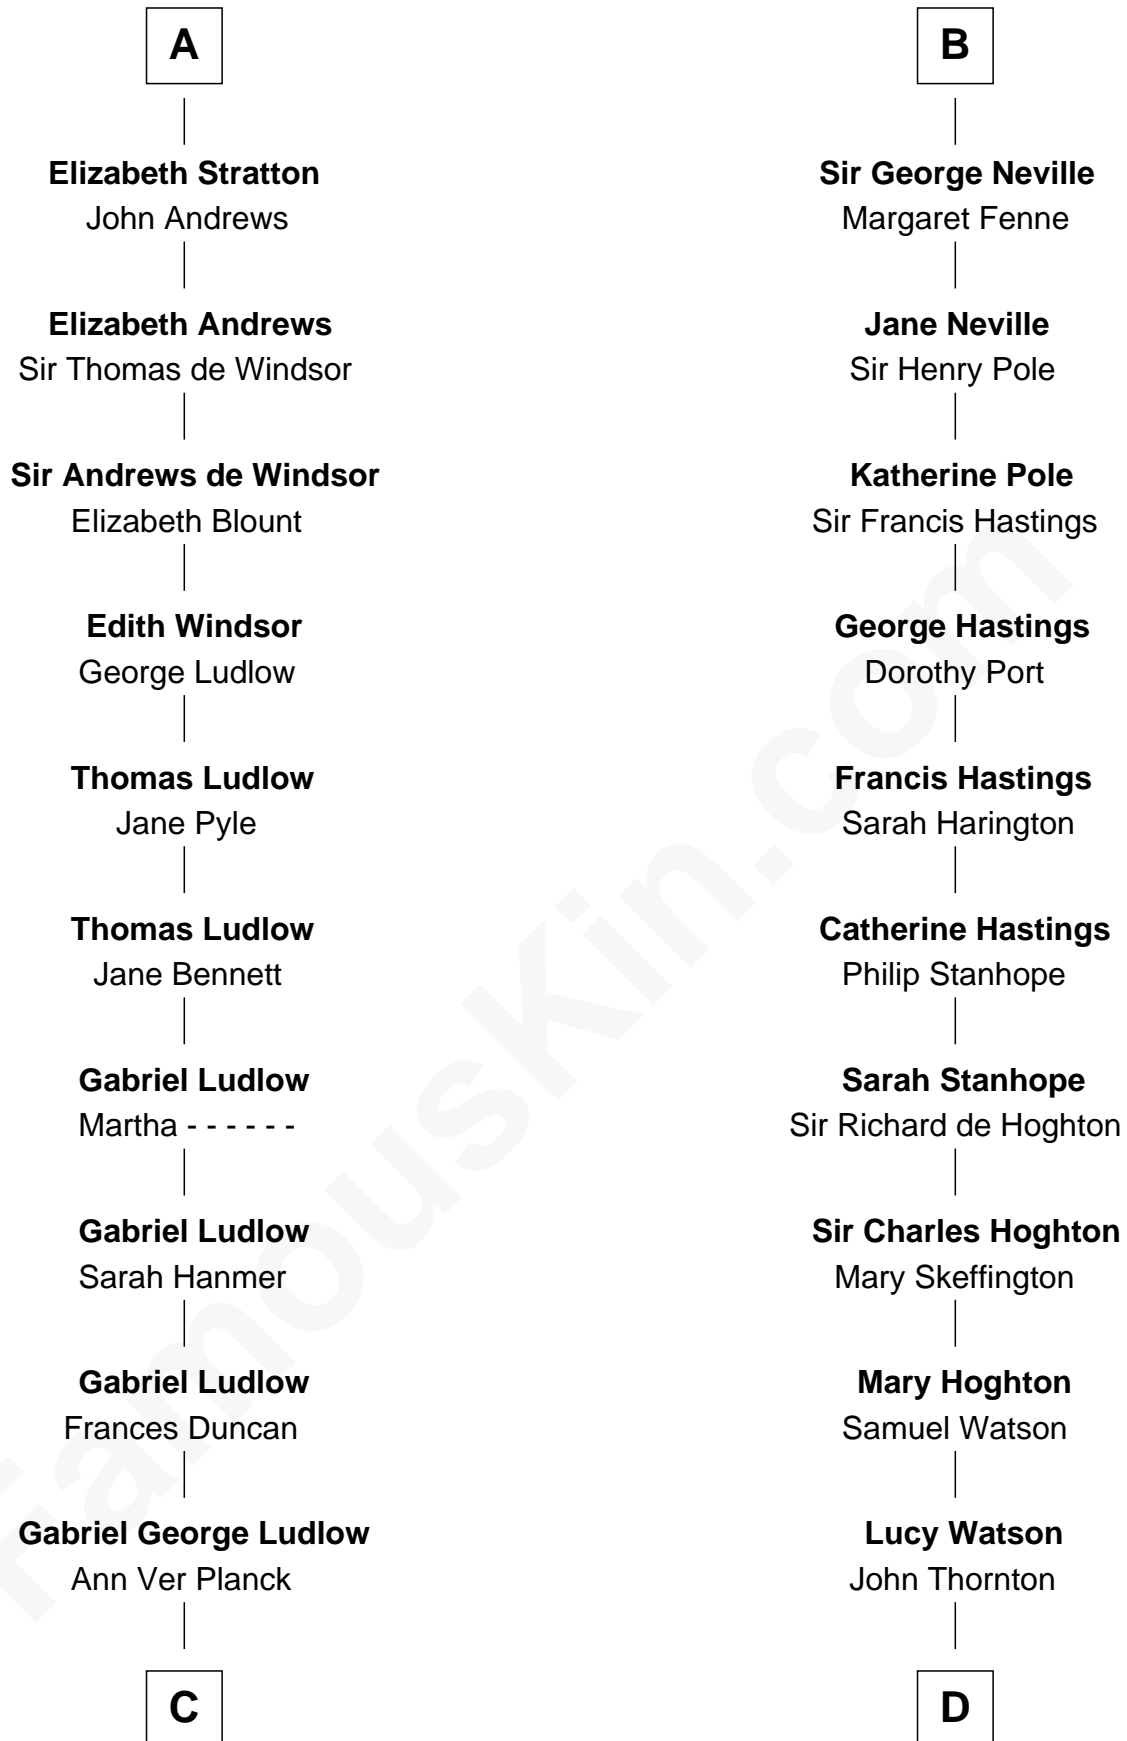 A
Elizabeth Stratton
John Andrews
Elizabeth Andrews
Sir Thomas de Windsor
Sir Andrews de Windsor
Elizabeth Blount
Edith Windsor
George Ludlow
Thomas Ludlow
Jane Pyle
Thomas Ludlow
Jane Bennett
Gabriel Ludlow
Martha - - - - - -
Gabriel Ludlow
Sarah Hanmer
Gabriel Ludlow
Frances Duncan
Gabriel George Ludlow
Ann Ver Planck
C
B
Sir George Neville
Margaret Fenne
Jane Neville
Sir Henry Pole
Katherine Pole
Sir Francis Hastings
George Hastings
Dorothy Port
Francis Hastings
Sarah Harington
Catherine Hastings
Philip Stanhope
Sarah Stanhope
Sir Richard de Hoghton
Sir Charles Hoghton
Mary Skeffington
Mary Hoghton
Samuel Watson
Lucy Watson
John Thornton
D
FamousKin.com